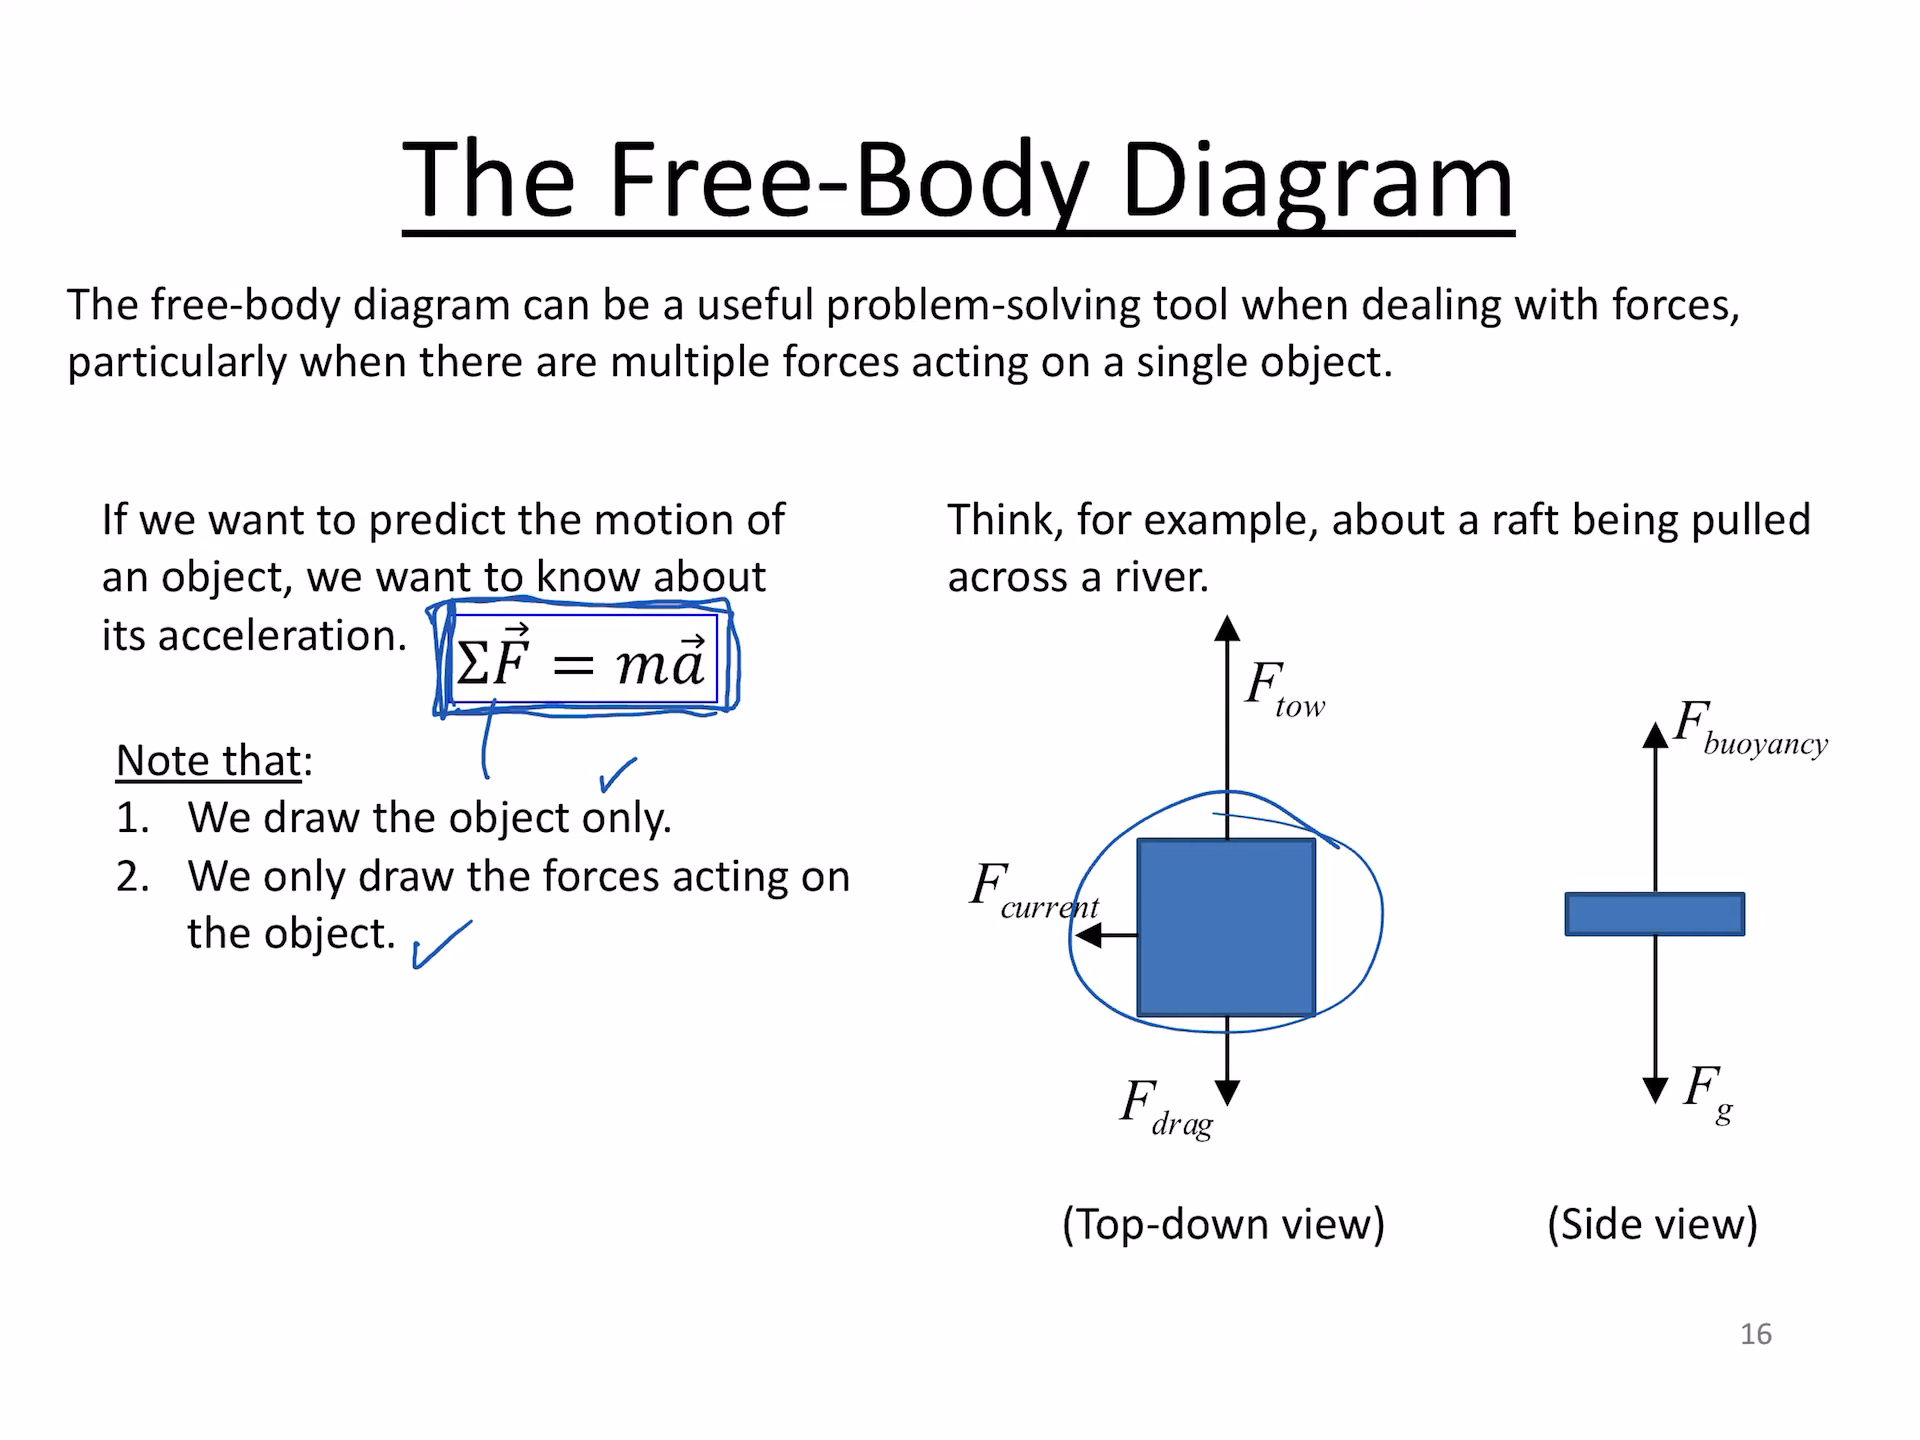 The Free-Body Diagram
The free-body diagram can be a useful problem-solving tool when dealing with forces,
particularly when there are multiple forces acting on a single object.
If we want to predict the motion of
an object, we want to know about
its acceleration.
ΣF⃗ = ma⃗
Note that:
1. We draw the object only.
2. We only draw the forces acting on
the object.
Think, for example, about a raft being pulled
across a river.
F_tow
F_current
F_drag
(Top-down view)
F_buoyancy
F_g
(Side view)
16